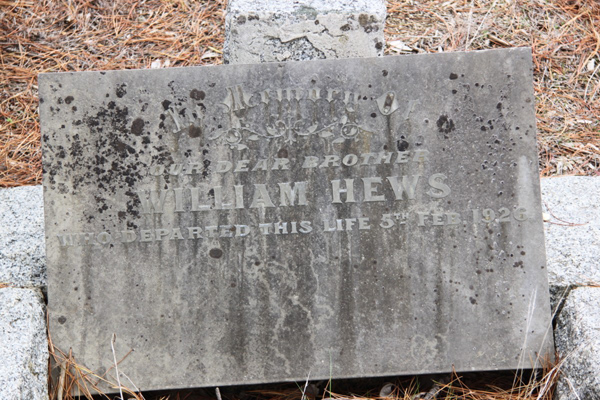 In Memory Of
OUR DEAR BROTHER
WILLIAM HEWS
WHO DEPARTED THIS LIFE 5TH FEB. 1926